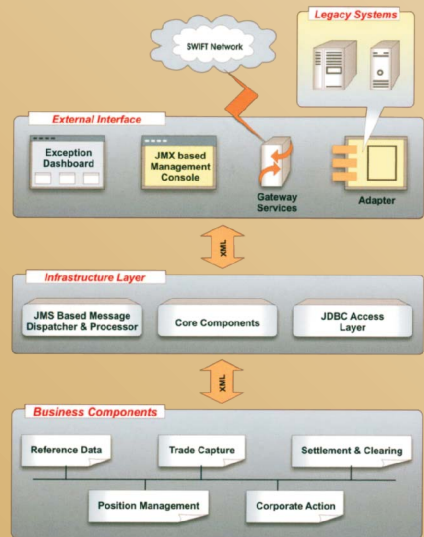 Legacy Systems
SWIFT Network
External Interface
Exception
Dashboard
JMX based
Management
Console
Gateway
Services
Adapter
XML
Infrastructure Layer
JMS Based Message
Dispatcher & Processor
Core Components
JDBC Access
Layer
XML
Business Components
Reference Data
Trade Capture
Settlement & Clearing
Position Management
Corporate Action